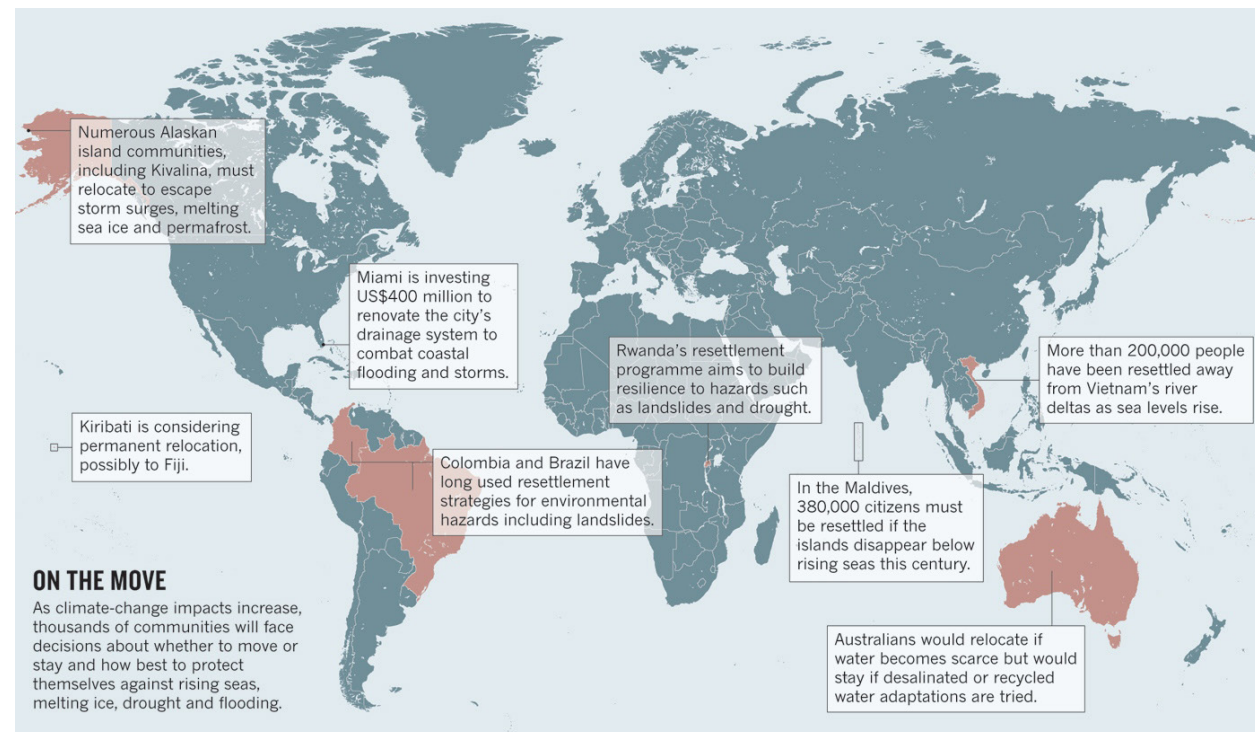 Numerous Alaskan
island communities,
including Kivalina, must
relocate to escape
storm surges, melting
sea ice and permafrost.
Miami is investing
US$400 million to
renovate the city's
drainage system to
combat coastal
flooding and storms.
Rwanda's resettlement
programme aims to build
resilience to hazards such
as landslides and drought.
More than 200,000 people
have been resettled away
from Vietnam's river
deltas as sea levels rise.
Kiribati is considering
permanent relocation,
possibly to Fiji.
Colombia and Brazil have
long used resettlement
strategies for environmental
hazards including landslides.
In the Maldives,
380,000 citizens must
be resettled if the
islands disappear below
rising seas this century.
ON THE MOVE
As climate-change impacts increase,
thousands of communities will face
decisions about whether to move or
stay and how best to protect
themselves against rising seas,
melting ice, drought and flooding.
Australians would relocate if
water becomes scarce but would
stay if desalinated or recycled
water adaptations are tried.